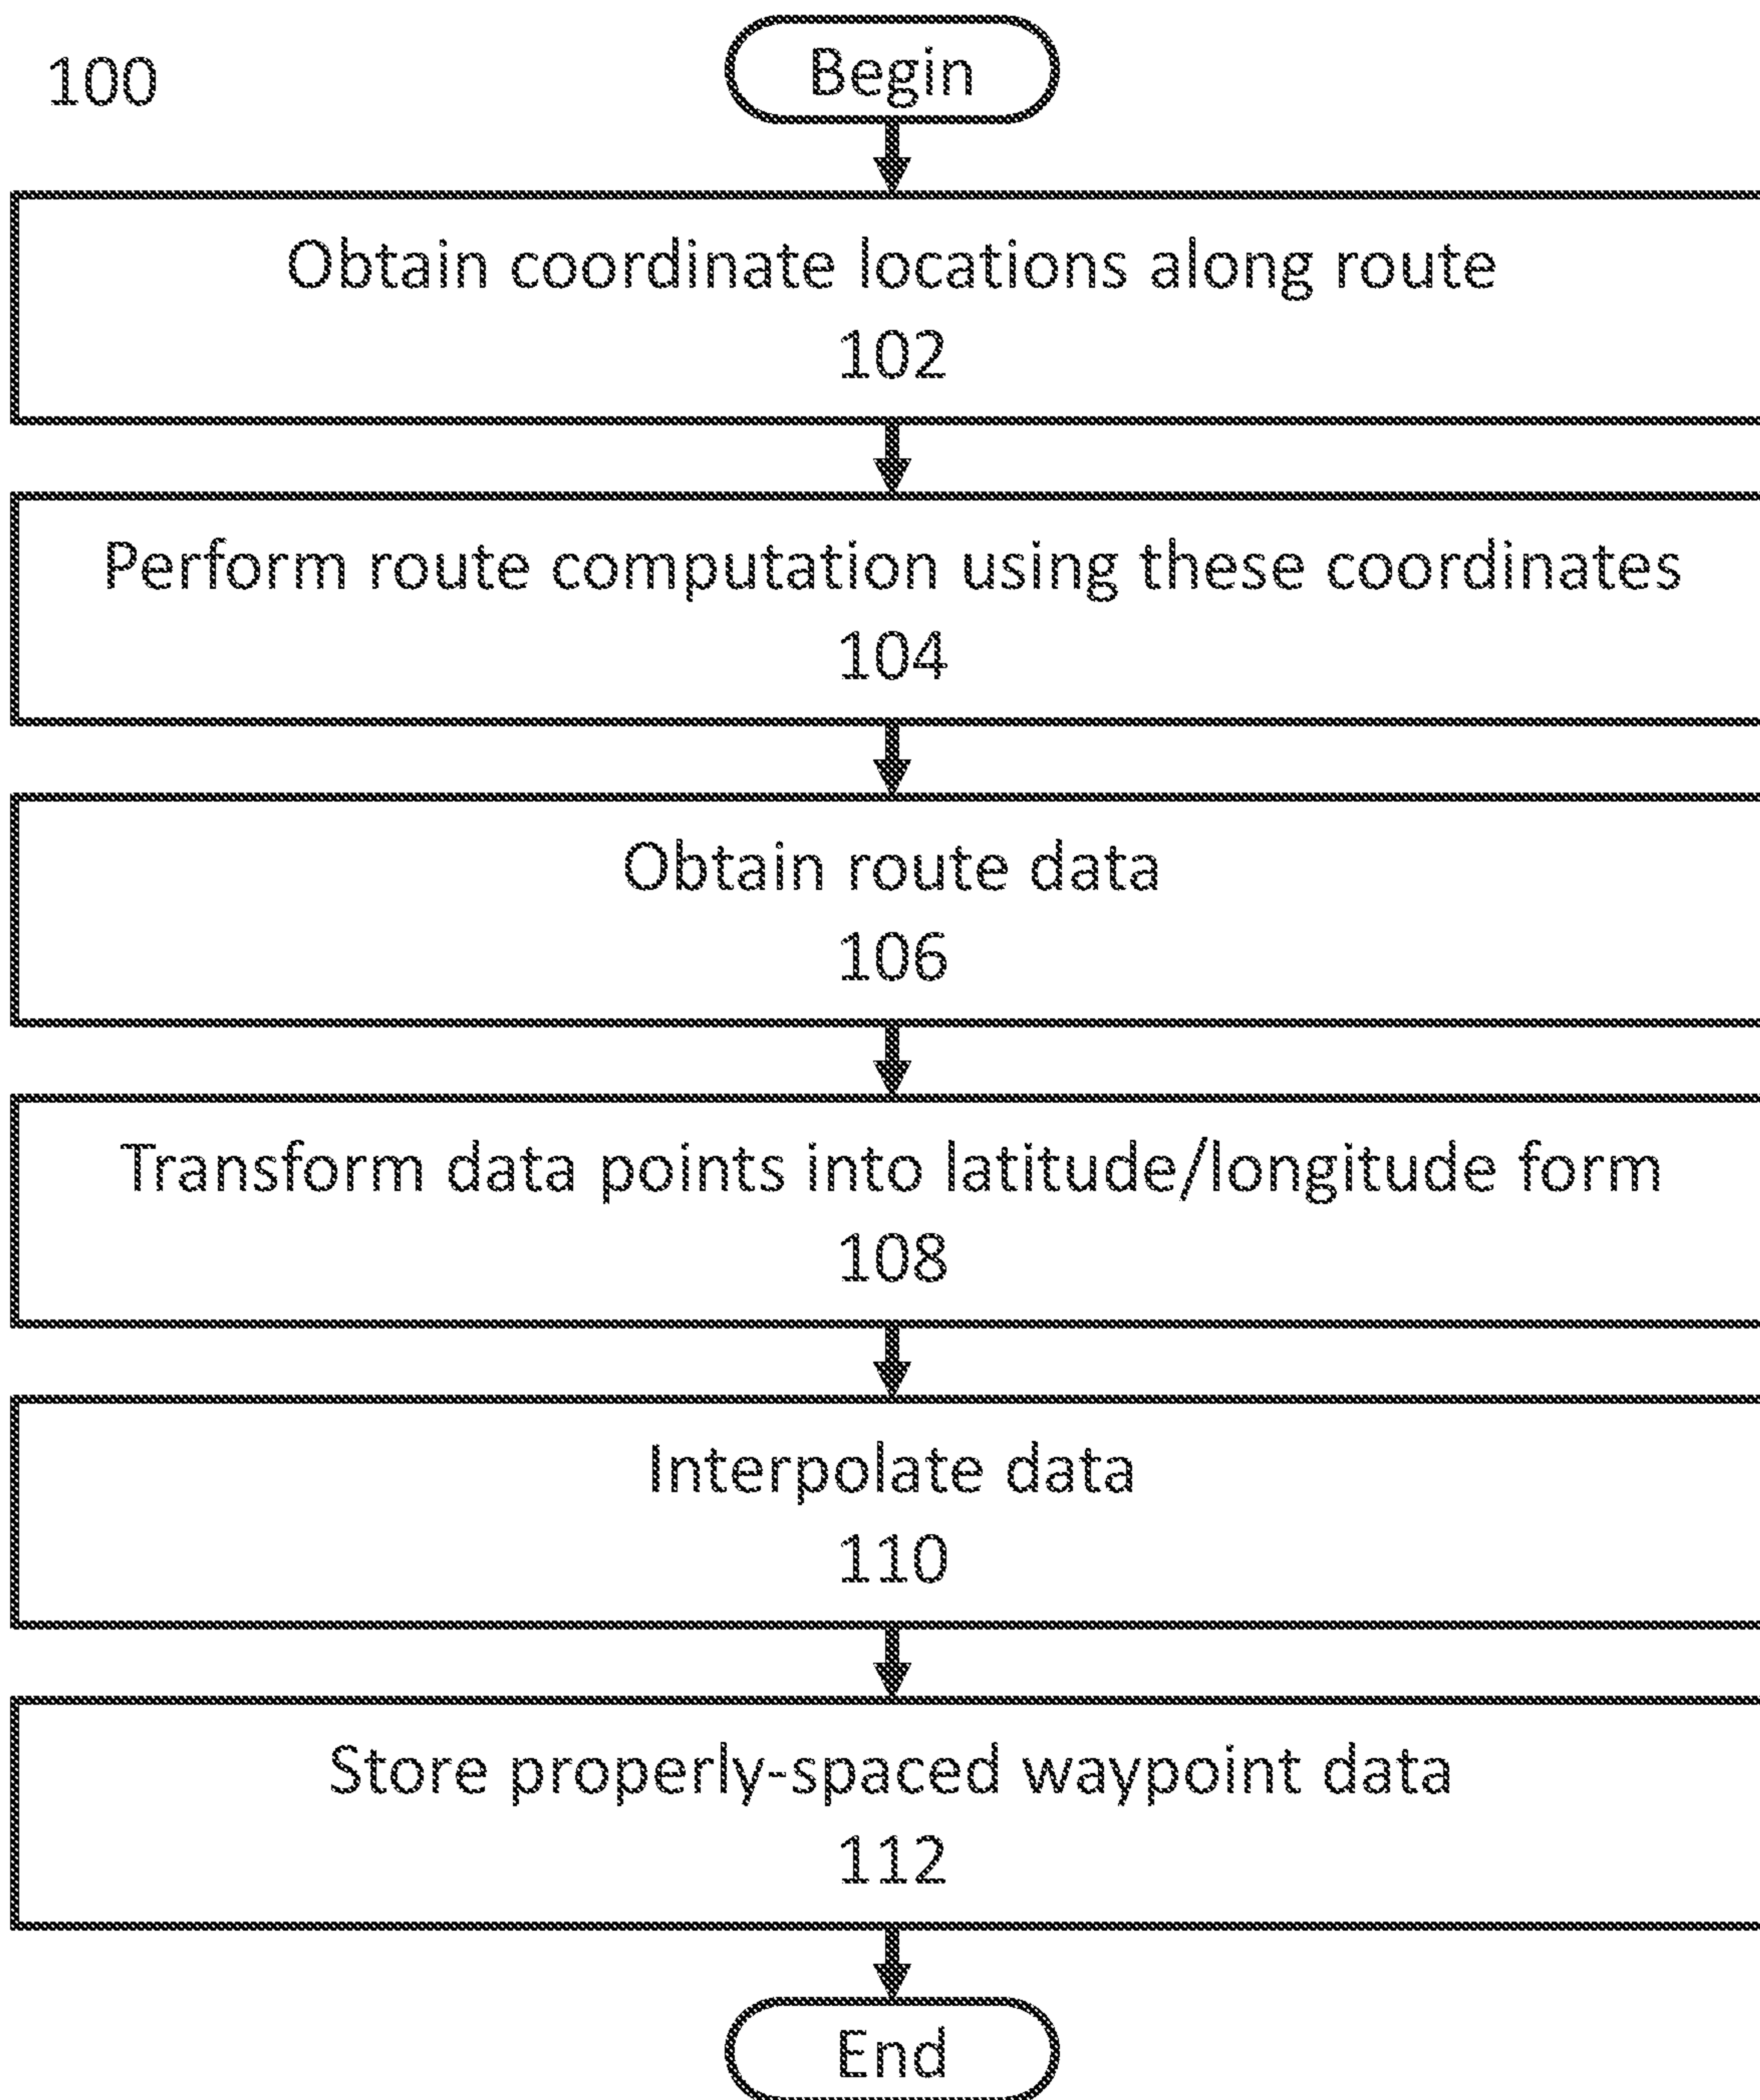 100
Begin
Obtain coordinate locations along route
102
Perform route computation using these coordinates
104
Obtain route data
106
Transform data points into latitude/longitude form
108
Interpolate data
110
Store properly-spaced waypoint data
112
End